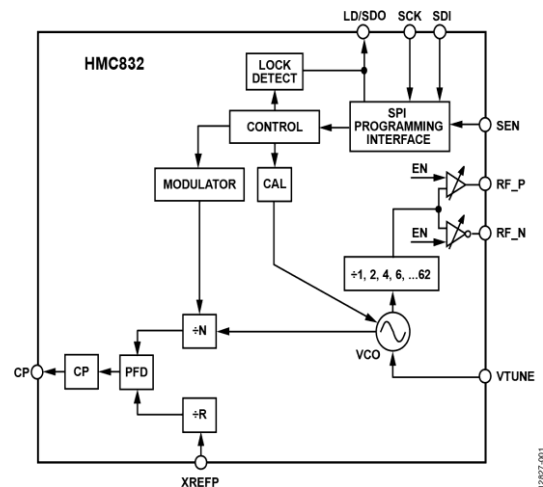 LD/SDO SCK SDI
HMC832
LOCK
DETECT
SPI
PROGRAMMING
INTERFACE
CONTROL
SEN
MODULATOR
CAL
EN
RF_P
EN
RF_N
÷1, 2, 4, 6, ...62
÷N
VCO
CP
CP
PFD
VTUNE
÷R
XREFP
12827-001